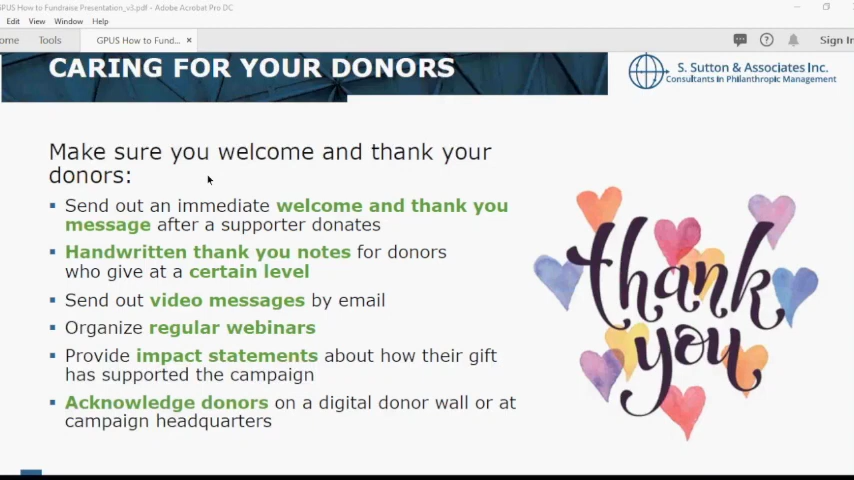 GPUS How to Fundraise Presentation_v3.pdf - Adobe Acrobat Pro DC
Edit View Window Help
ome Tools GPUS How to Fund... × Sign In
CARING FOR YOUR DONORS
S. Sutton & Associates Inc.
Consultants in Philanthropic Management
Make sure you welcome and thank your
donors:
▪ Send out an immediate welcome and thank you
message after a supporter donates
▪ Handwritten thank you notes for donors
who give at a certain level
▪ Send out video messages by email
▪ Organize regular webinars
▪ Provide impact statements about how their gift
has supported the campaign
▪ Acknowledge donors on a digital donor wall or at
campaign headquarters
thank
you